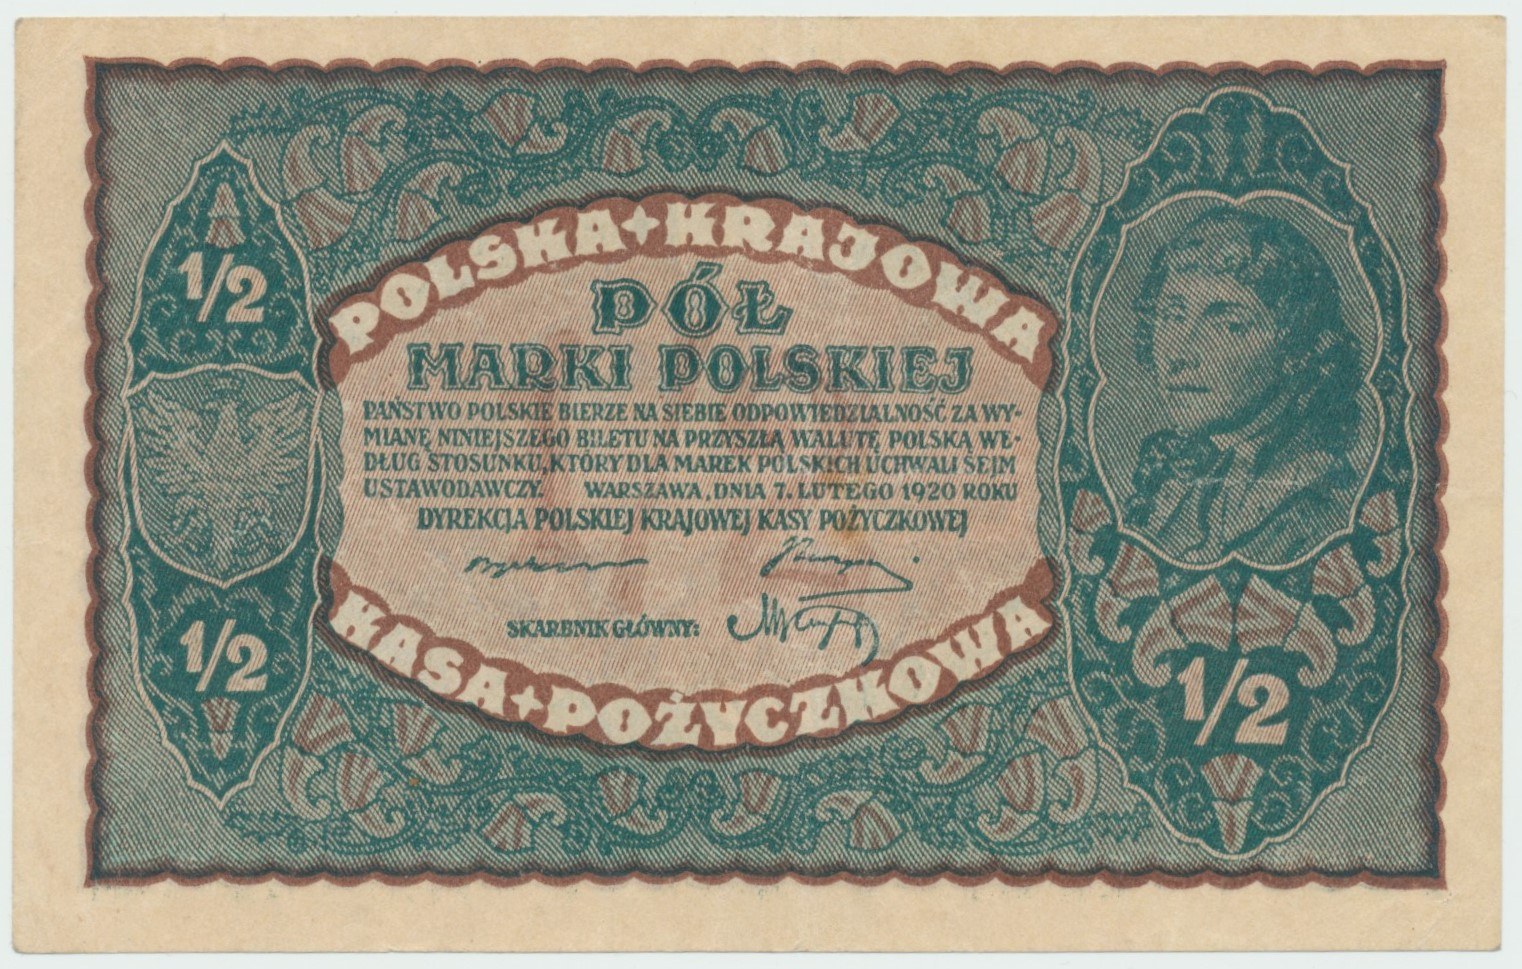 POLSKA + KRAJOWA
1/2
PÓŁ
MARKI POLSKIEJ
PAŃSTWO POLSKIE BIERZE NA SIEBIE ODPOWIEDZIALNOŚĆ ZA WY-
MIANĘ NINIEJSZEGO BILETU NA PRZYSZŁĄ WALUTĘ POLSKĄ WE-
DŁUG STOSUNKU, KTÓRY DLA MAREK POLSKICH UCHWALI SEJM
USTAWODAWCZY. WARSZAWA, DNIA 7. LUTEGO 1920 ROKU
DYREKCJA POLSKIEJ KRAJOWEJ KASY POŻYCZKOWEJ
SKARBNIK GŁÓWNY:
1/2
1/2
KASA + POŻYCZKOWA